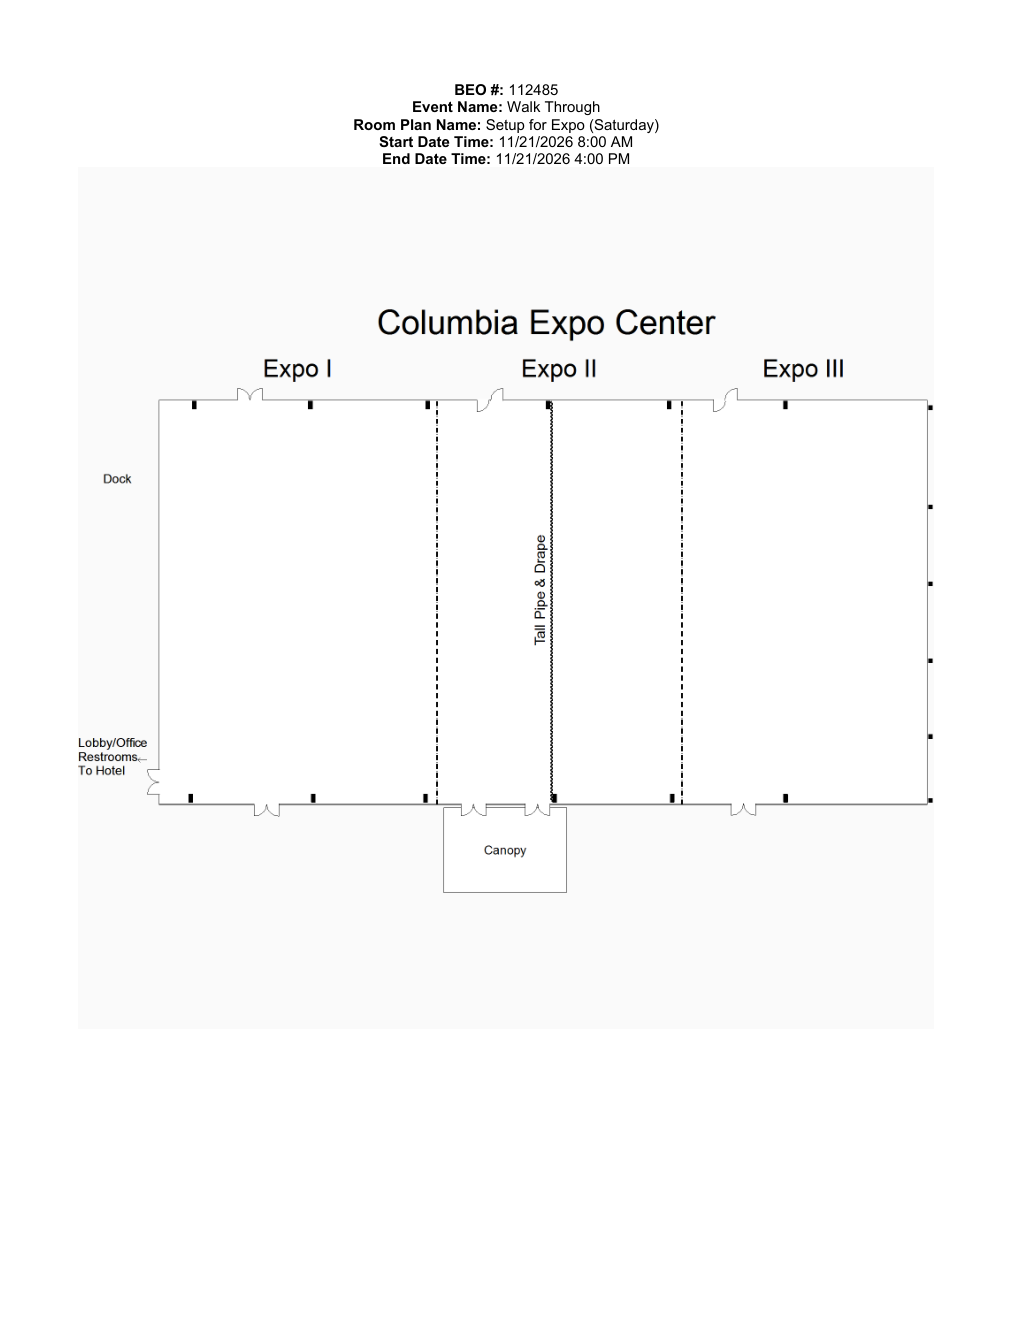 BEO #: 112485
Event Name: Walk Through
Room Plan Name: Setup for Expo (Saturday)
Start Date Time: 11/21/2026 8:00 AM
End Date Time: 11/21/2026 4:00 PM
Columbia Expo Center
Expo I
Expo II
Expo III
Dock
Tall Pipe & Drape
Lobby/Office
Restrooms
To Hotel
Canopy